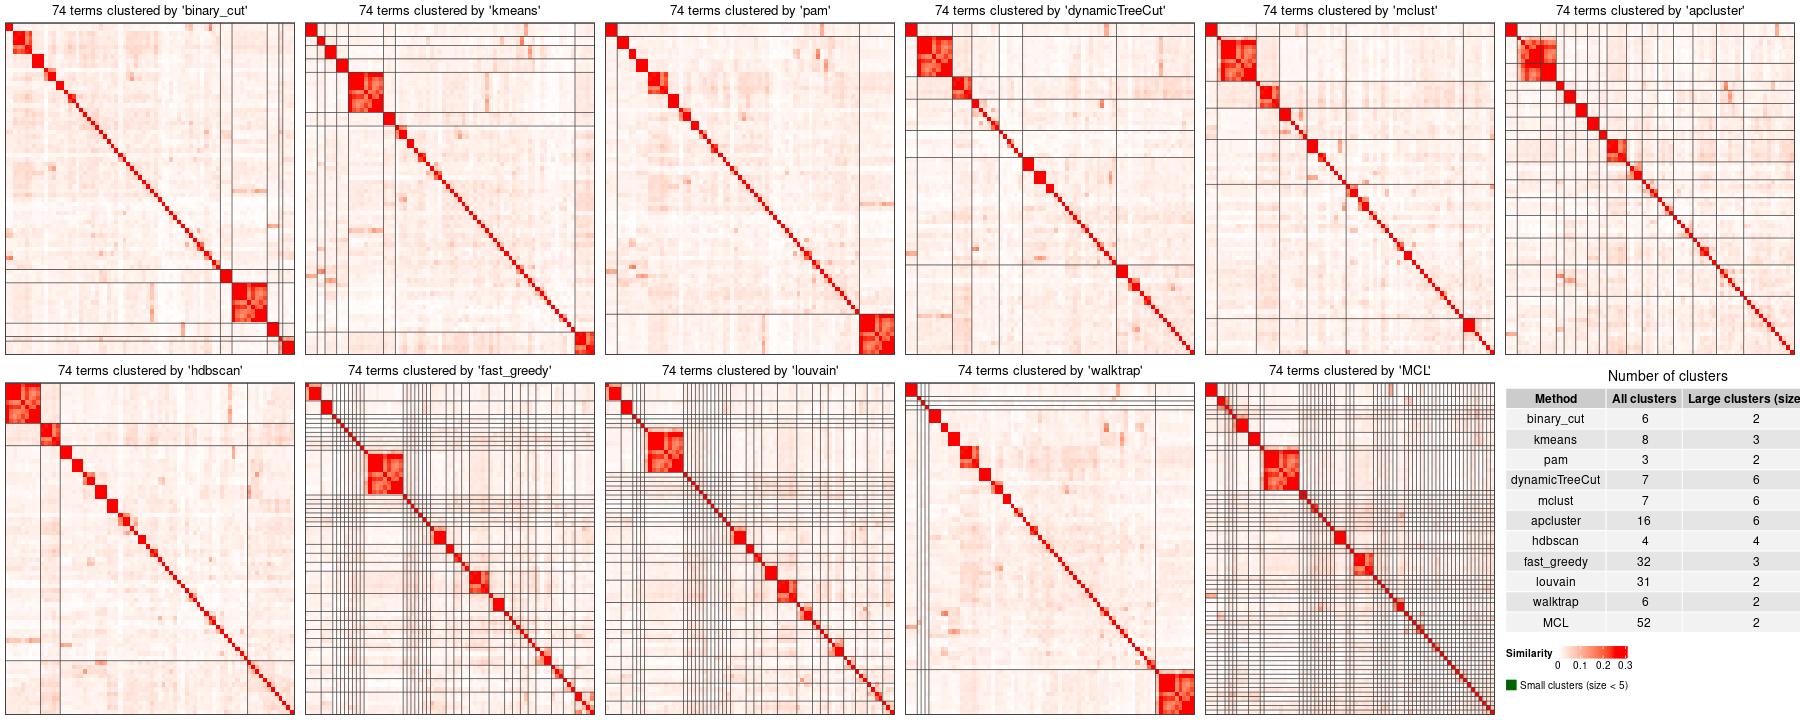 74 terms clustered by 'binary_cut'
74 terms clustered by 'kmeans'
74 terms clustered by 'pam'
74 terms clustered by 'dynamicTreeCut'
74 terms clustered by 'mclust'
74 terms clustered by 'apcluster'
74 terms clustered by 'hdbscan'
74 terms clustered by 'fast_greedy'
74 terms clustered by 'louvain'
74 terms clustered by 'walktrap'
74 terms clustered by 'MCL'
Number of clusters
Method All clusters Large clusters (size
binary_cut 6 2
kmeans 8 3
pam 3 2
dynamicTreeCut 7 6
mclust 7 6
apcluster 16 6
hdbscan 4 4
fast_greedy 32 3
louvain 31 2
walktrap 6 2
MCL 52 2
Similarity
0 0.1 0.2 0.3
Small clusters (size < 5)